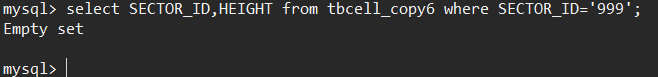 mysql> select SECTOR_ID,HEIGHT from tbcell_copy6 where SECTOR_ID='999';
Empty set
mysql>